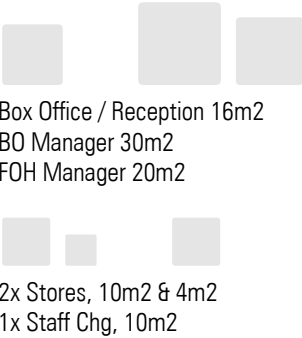 Box Office / Reception 16m2
BO Manager 30m2
FOH Manager 20m2
2x Stores, 10m2 & 4m2
1x Staff Chg, 10m2